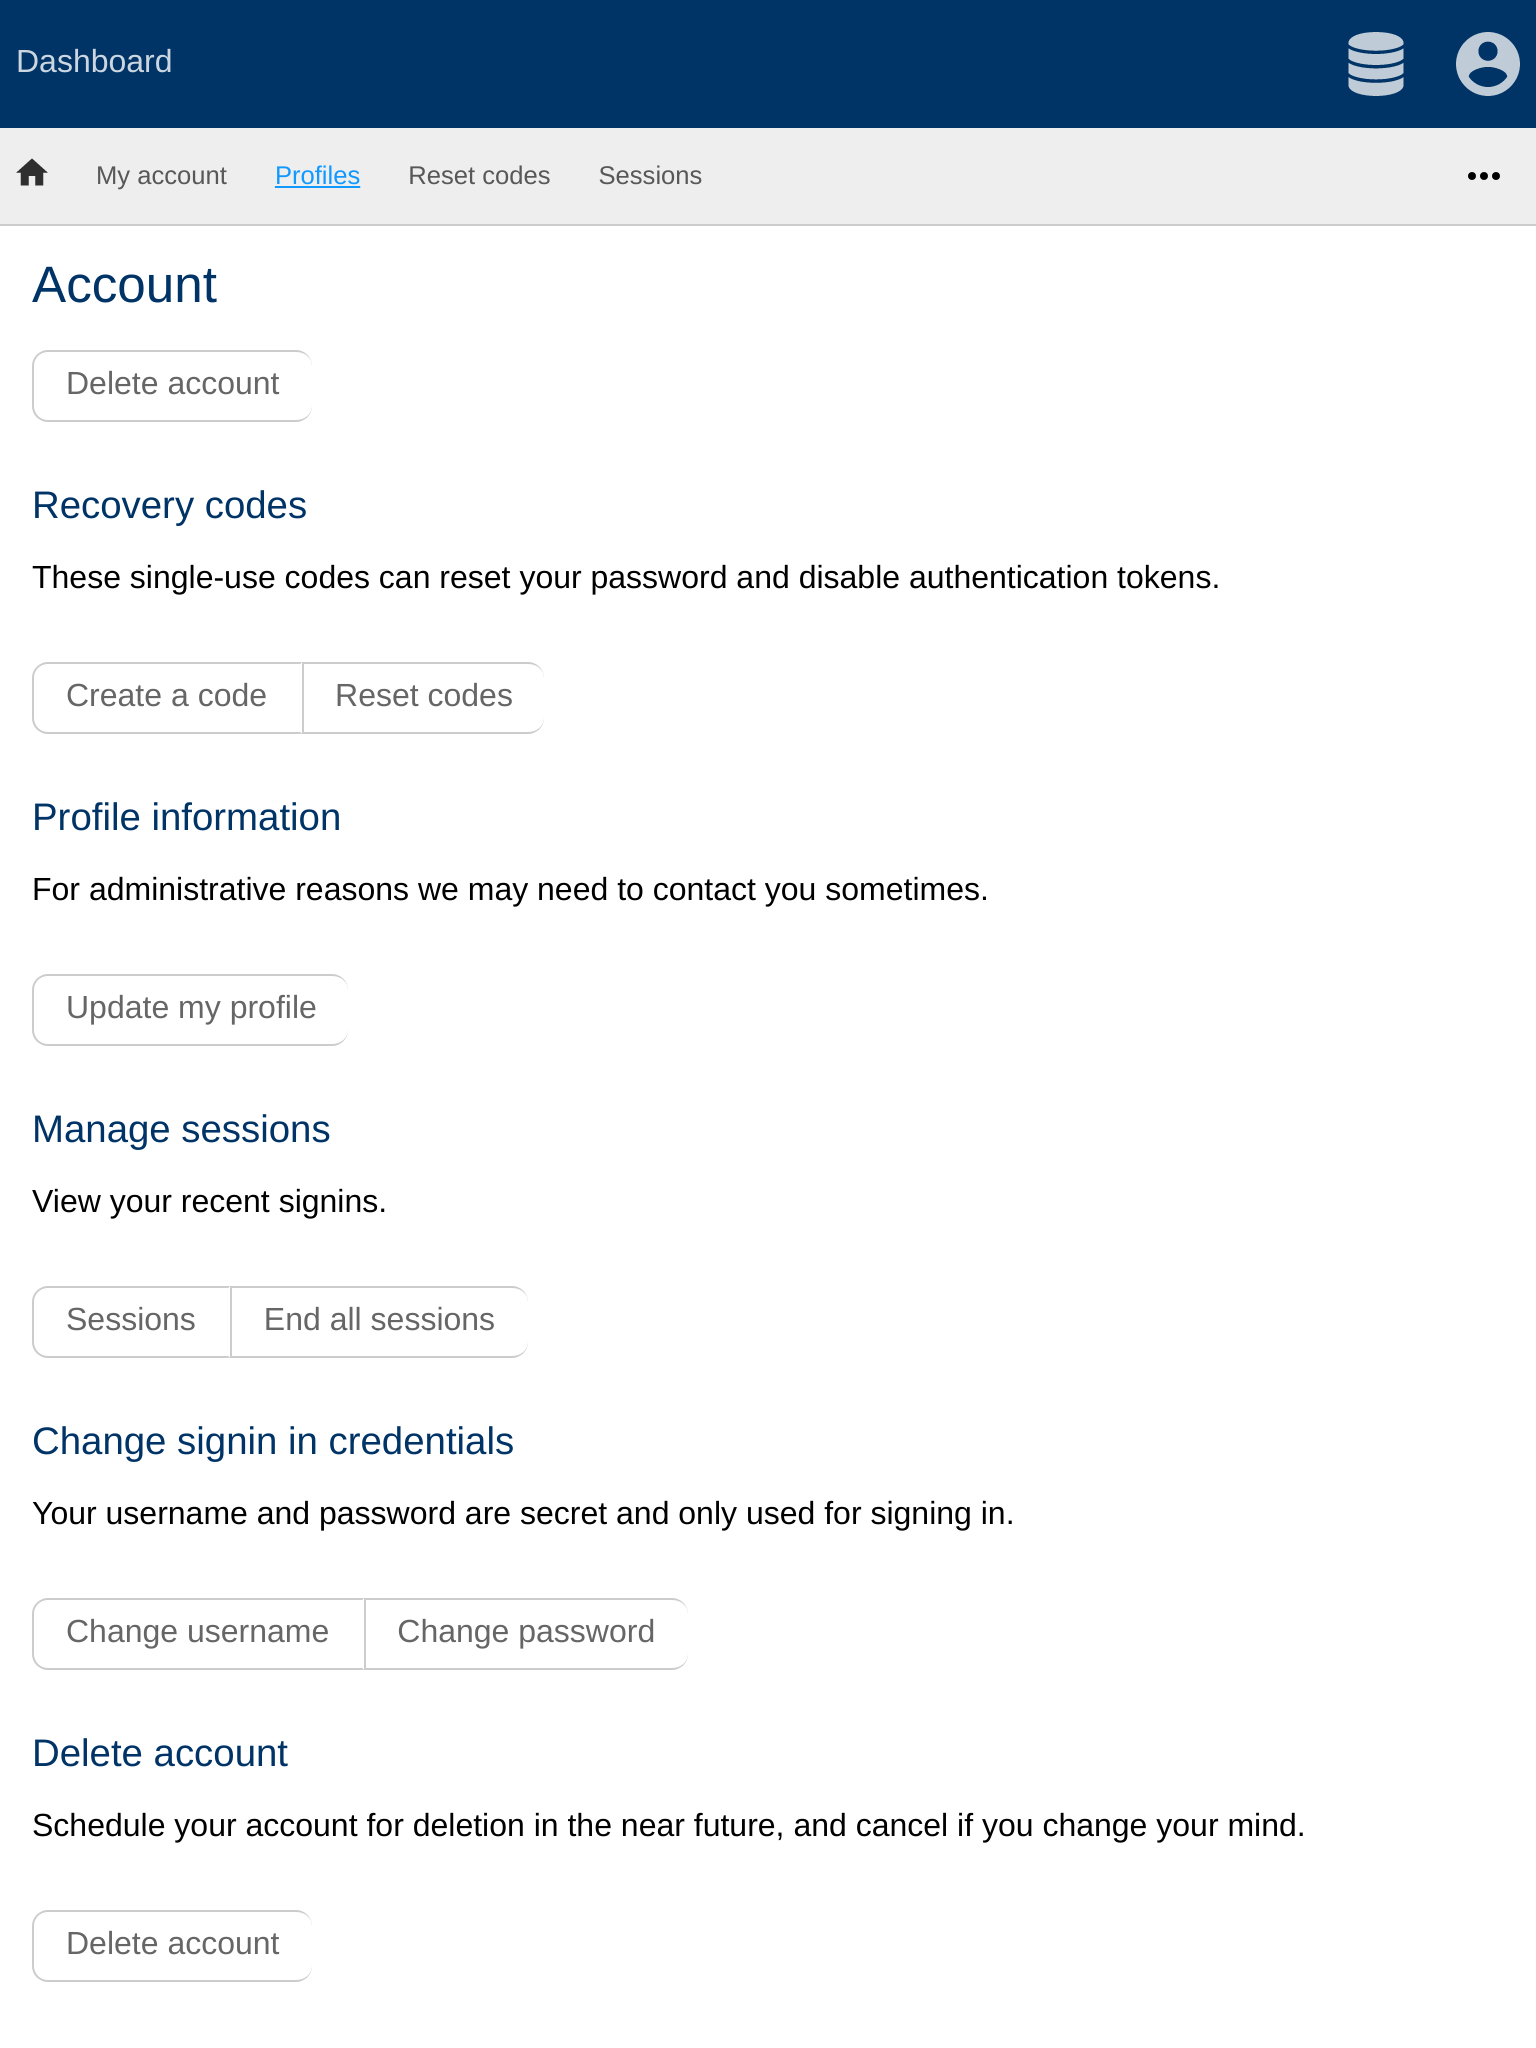 Dashboard
My account Profiles Reset codes Sessions
Account
Delete account
Recovery codes
These single-use codes can reset your password and disable authentication tokens.
Create a code Reset codes
Profile information
For administrative reasons we may need to contact you sometimes.
Update my profile
Manage sessions
View your recent signins.
Sessions End all sessions
Change signin in credentials
Your username and password are secret and only used for signing in.
Change username Change password
Delete account
Schedule your account for deletion in the near future, and cancel if you change your mind.
Delete account